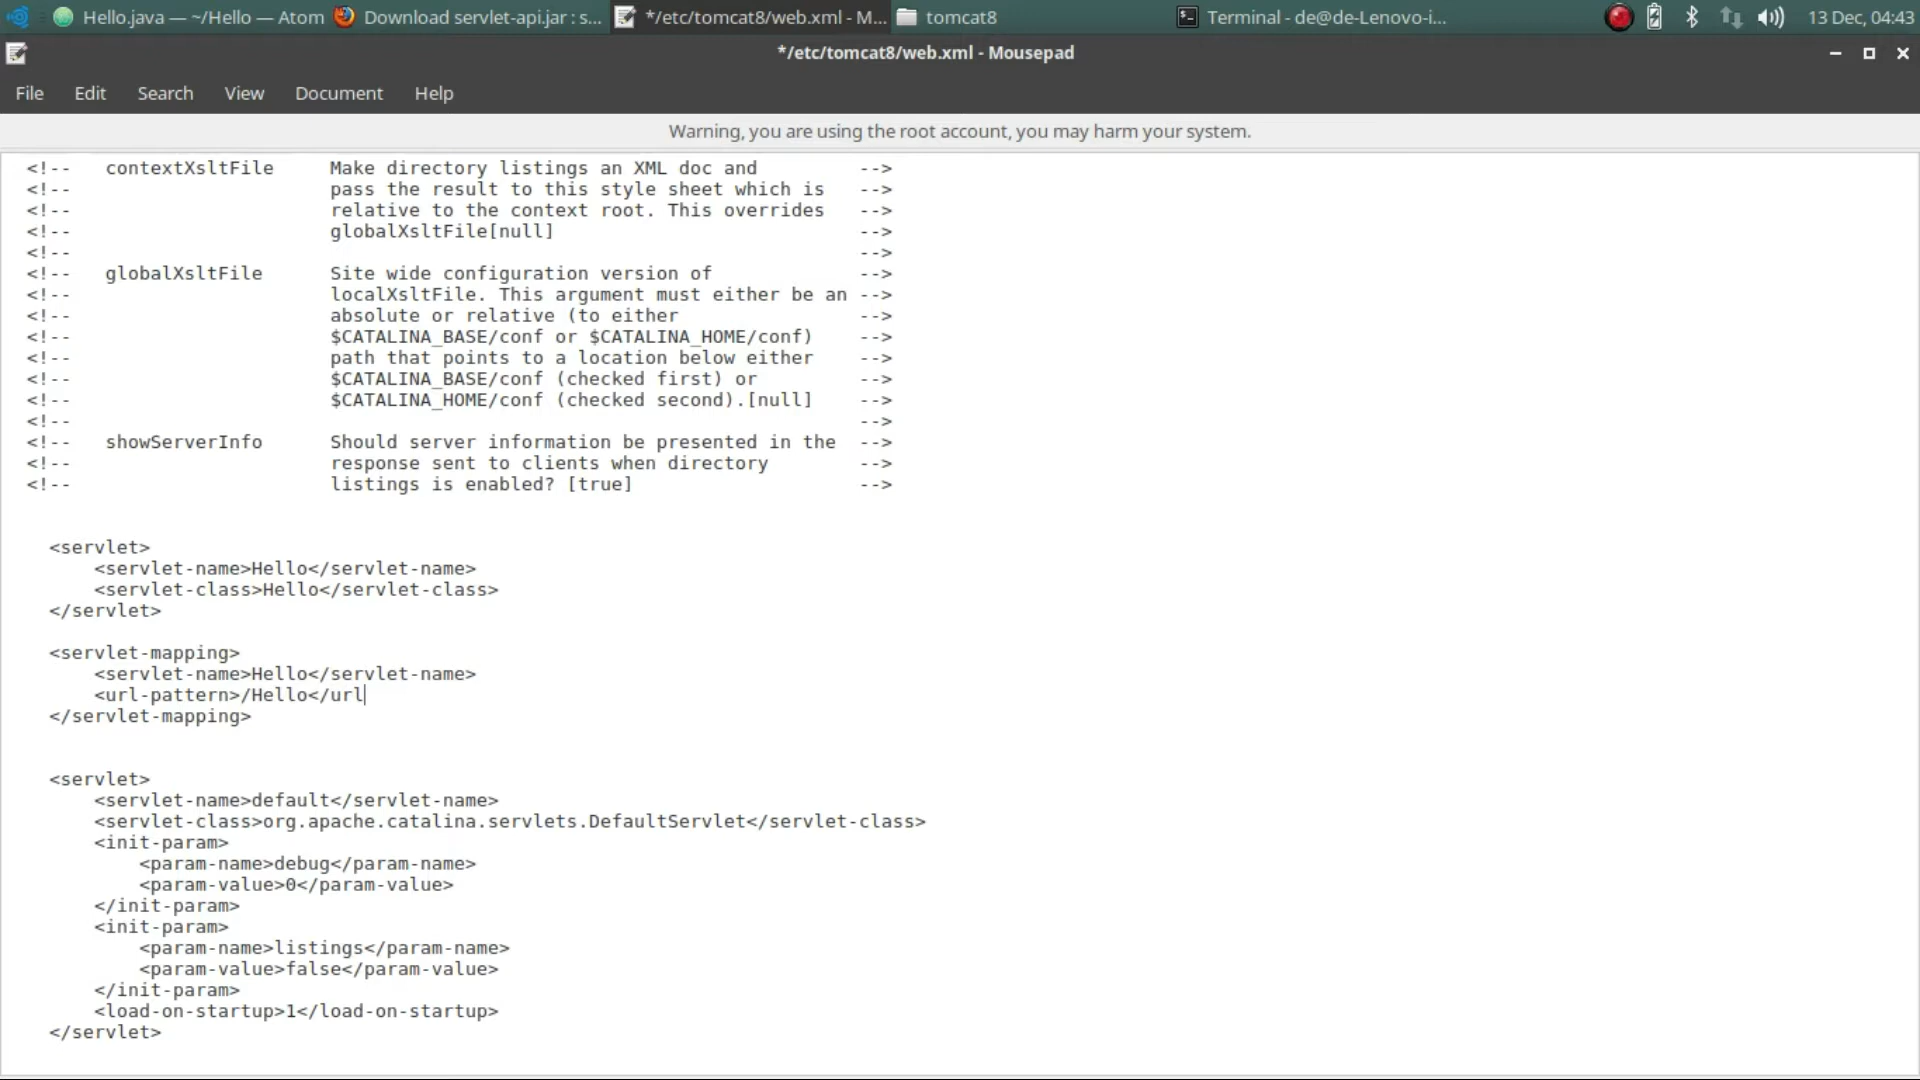 Hello.java — ~/Hello — Atom Download servlet-api.jar : s... */etc/tomcat8/web.xml - M... tomcat8 Terminal - de@de-Lenovo-i... 13 Dec, 04:43
*/etc/tomcat8/web.xml - Mousepad
File Edit Search View Document Help
Warning, you are using the root account, you may harm your system.
<!--   contextXsltFile     Make directory listings an XML doc and         -->
<!--                       pass the result to this style sheet which is   -->
<!--                       relative to the context root. This overrides   -->
<!--                       globalXsltFile[null]                           -->
<!--                                                                      -->
<!--   globalXsltFile      Site wide configuration version of             -->
<!--                       localXsltFile. This argument must either be an -->
<!--                       absolute or relative (to either                -->
<!--                       $CATALINA_BASE/conf or $CATALINA_HOME/conf)    -->
<!--                       path that points to a location below either    -->
<!--                       $CATALINA_BASE/conf (checked first) or         -->
<!--                       $CATALINA_HOME/conf (checked second).[null]    -->
<!--                                                                      -->
<!--   showServerInfo      Should server information be presented in the  -->
<!--                       response sent to clients when directory        -->
<!--                       listings is enabled? [true]                    -->
<servlet>
<servlet-name>Hello</servlet-name>
<servlet-class>Hello</servlet-class>
</servlet>
<servlet-mapping>
<servlet-name>Hello</servlet-name>
<url-pattern>/Hello</url
</servlet-mapping>
<servlet>
<servlet-name>default</servlet-name>
<servlet-class>org.apache.catalina.servlets.DefaultServlet</servlet-class>
<init-param>
<param-name>debug</param-name>
<param-value>0</param-value>
</init-param>
<init-param>
<param-name>listings</param-name>
<param-value>false</param-value>
</init-param>
<load-on-startup>1</load-on-startup>
</servlet>